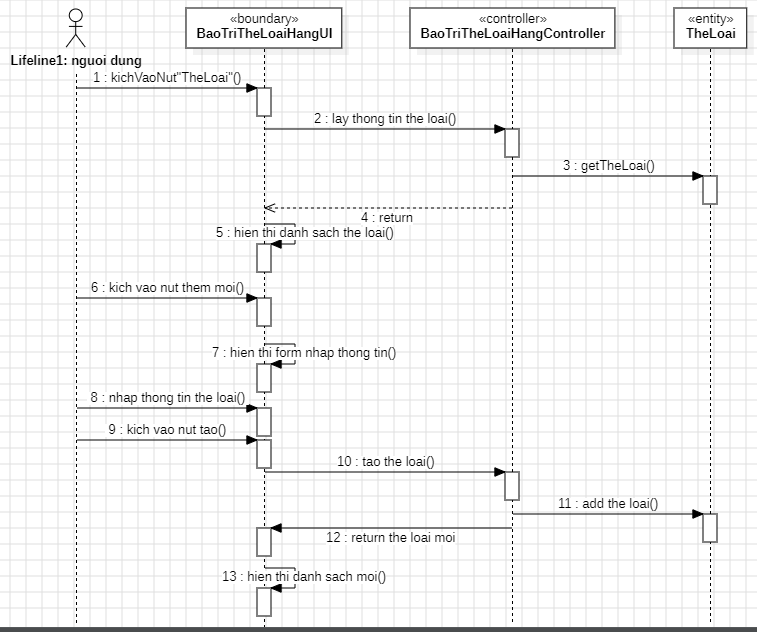 «boundary»
BaoTriTheLoaiHangUI
«controller»
BaoTriTheLoaiHangController
«entity»
TheLoai
Lifeline1: nguoi dung
1 : kichVaoNut"TheLoai"()
2 : lay thong tin the loai()
3 : getTheLoai()
4 : return
5 : hien thi danh sach the loai()
6 : kich vao nut them moi()
7 : hien thi form nhap thong tin()
8 : nhap thong tin the loai()
9 : kich vao nut tao()
10 : tao the loai()
11 : add the loai()
12 : return the loai moi
13 : hien thi danh sach moi()